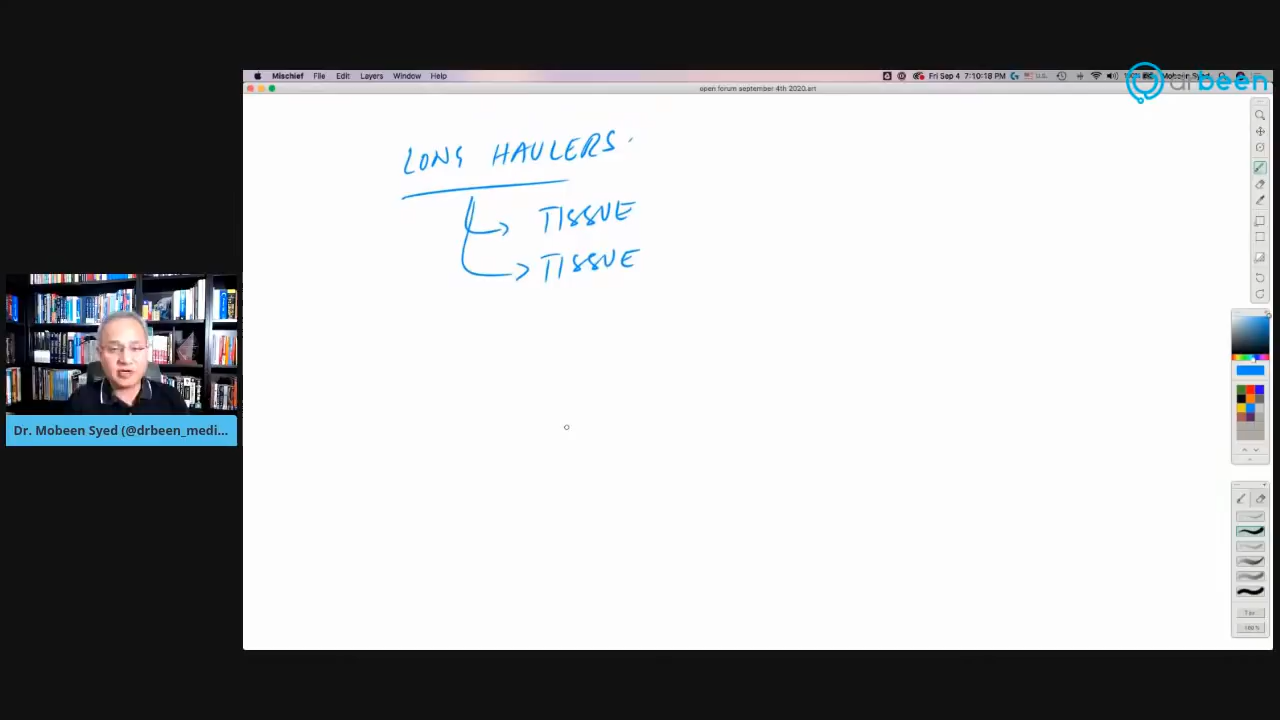 Mischief File Edit Layers Window Help
Fri Sep 4 7:10:18 PM
drbeen
open forum september 4th 2020.art
LONG HAULERS.
TISSUE
TISSUE
Dr. Mobeen Syed (@drbeen_medi...